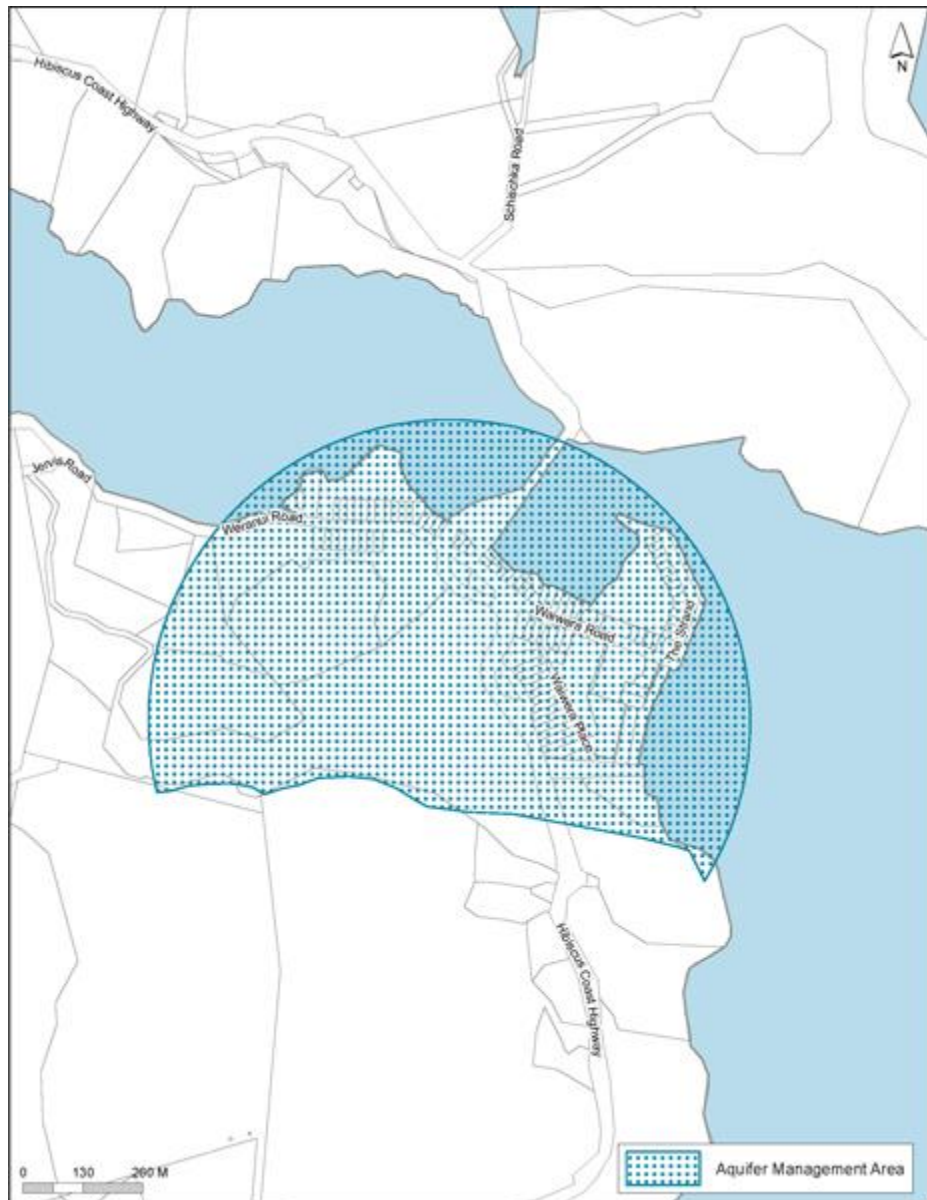 N
Hibiscus Coast Highway
Schischka Road
Jervis Road
Weranui Road
Waiwera Road
The Strand
Waiwera Place
Hibiscus Coast Highway
0 130 260 M
Aquifer Management Area